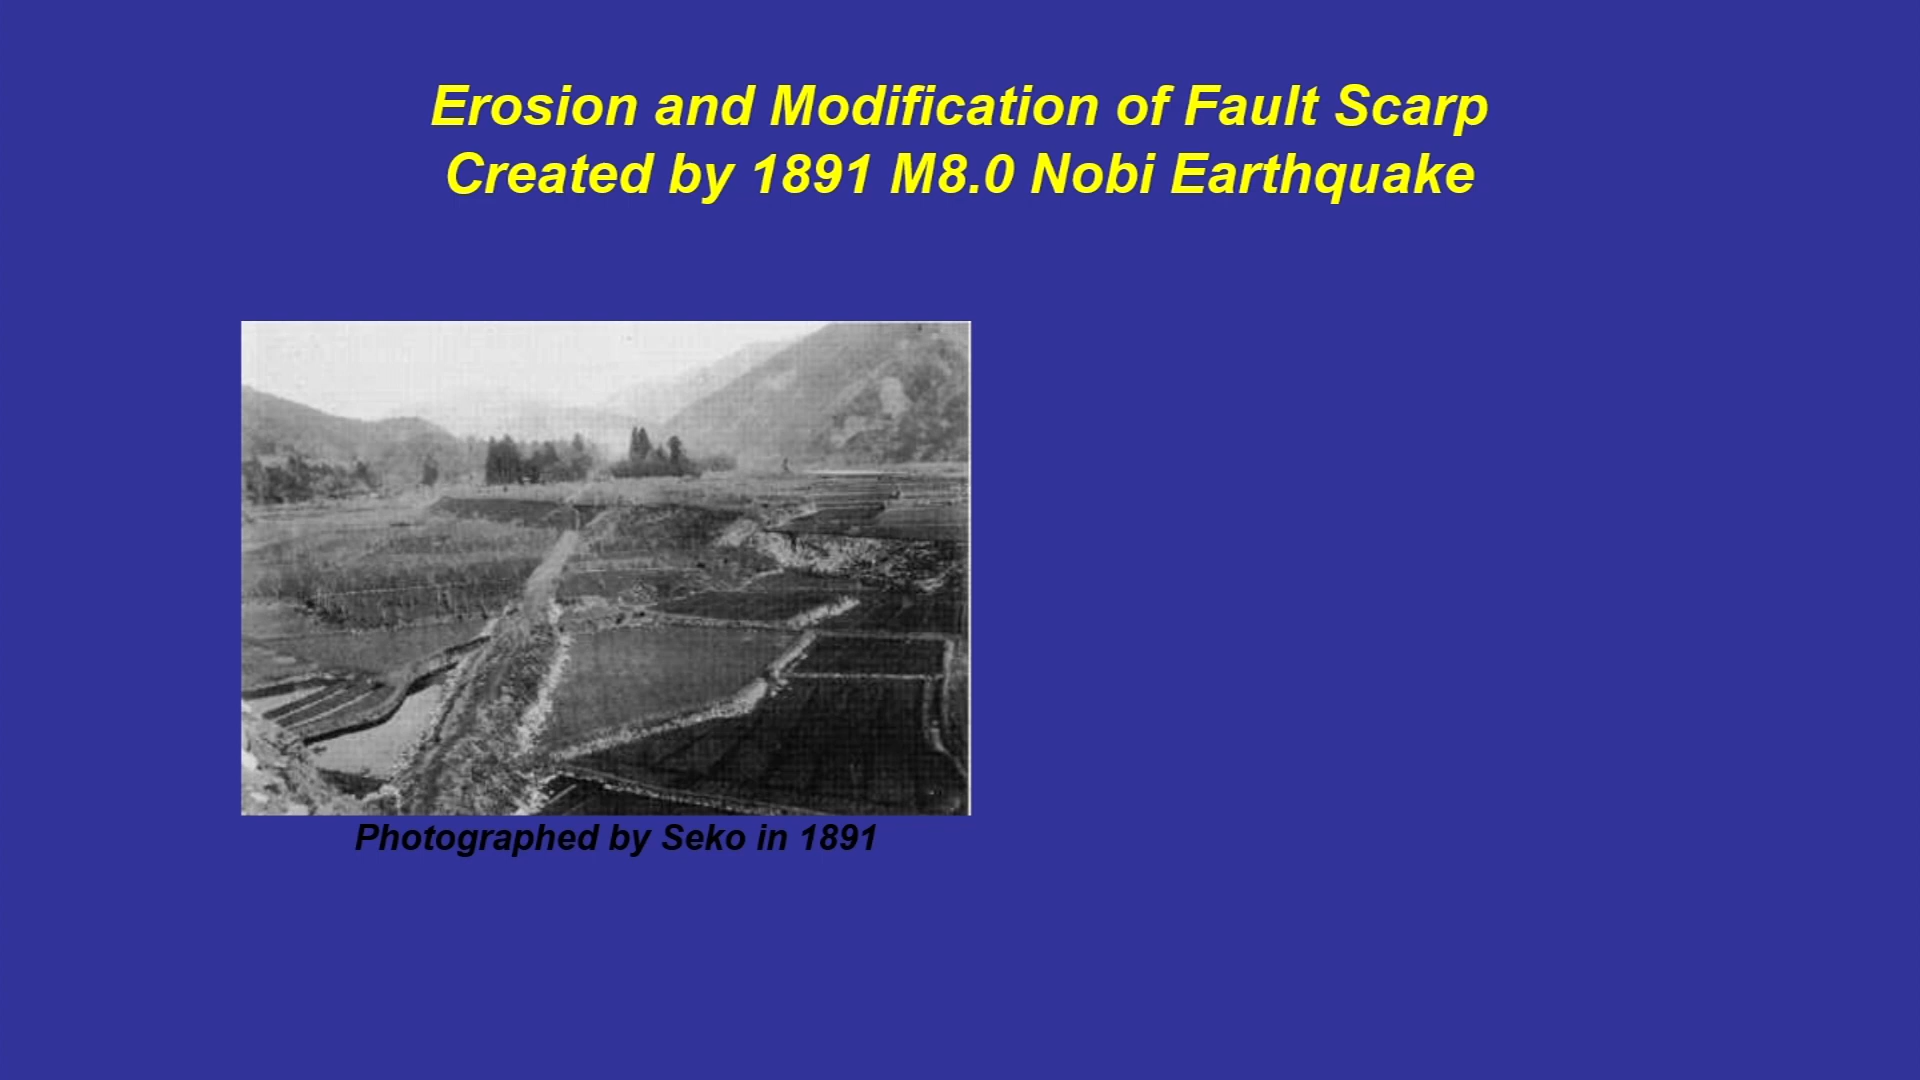 Erosion and Modification of Fault Scarp
Created by 1891 M8.0 Nobi Earthquake
Photographed by Seko in 1891